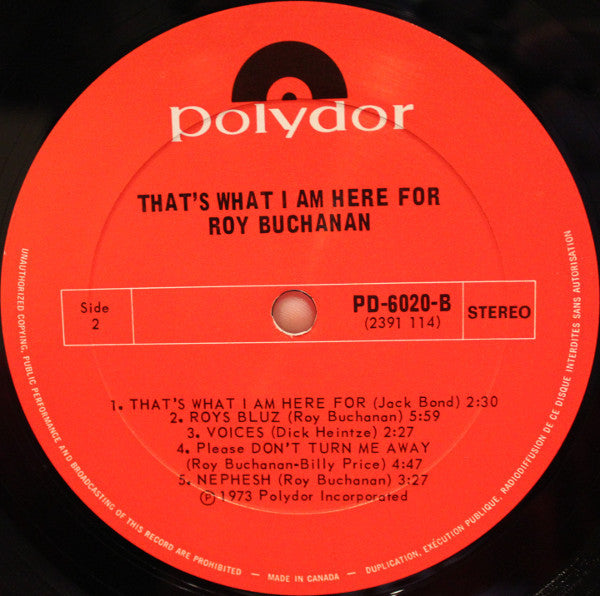 polydor
THAT'S WHAT I AM HERE FOR
ROY BUCHANAN
Side
2
PD-6020-B
(2391 114)
STEREO
1. THAT'S WHAT I AM HERE FOR (Jack Bond) 2:30
2. ROYS BLUZ (Roy Buchanan) 5:59
3. VOICES (Dick Heintze) 2:27
4. Please DON'T TURN ME AWAY
(Roy Buchanan-Billy Price) 4:47
5. NEPHESH (Roy Buchanan) 3:27
Ⓟ 1973 Polydor Incorporated
UNAUTHORIZED COPYING, PUBLIC PERFORMANCE AND BROADCASTING OF THIS RECORD ARE PROHIBITED — MADE IN CANADA — DUPLICATION, EXÉCUTION PUBLIQUE, RADIODIFFUSION DE CE DISQUE INTERDITES SANS AUTORISATION